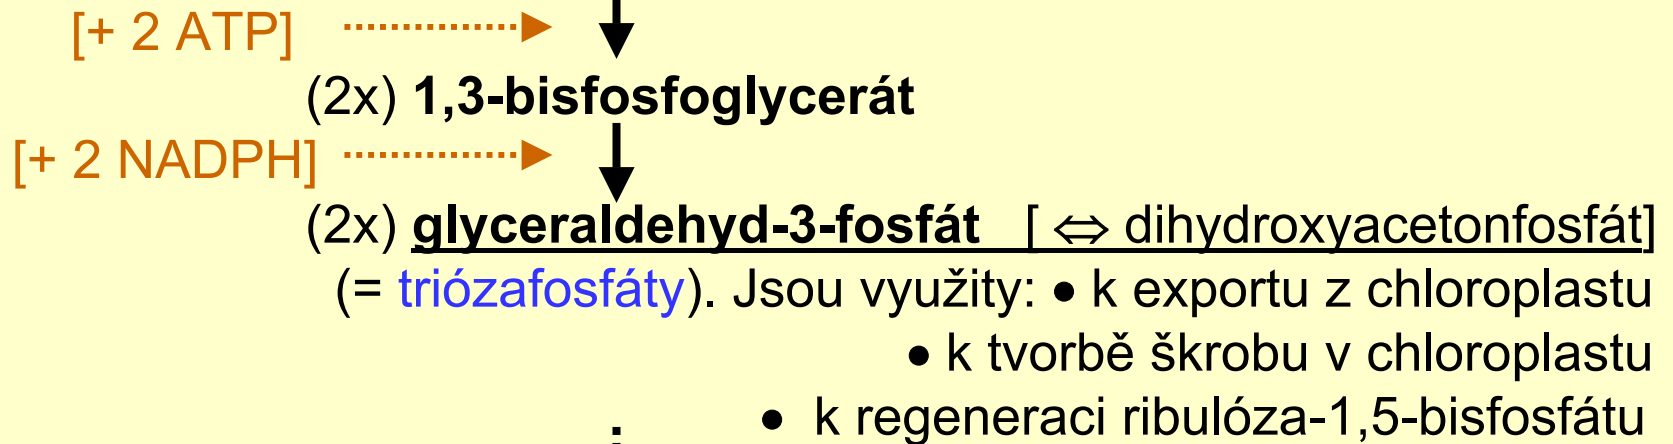 [+ 2 ATP]
(2x) 1,3-bisfosfoglycerát
[+ 2 NADPH]
(2x) glyceraldehyd-3-fosfát [ ⇔ dihydroxyacetonfosfát]
(= triózafosfáty). Jsou využity: • k exportu z chloroplastu
• k tvorbě škrobu v chloroplastu
• k regeneraci ribulóza-1,5-bisfosfátu